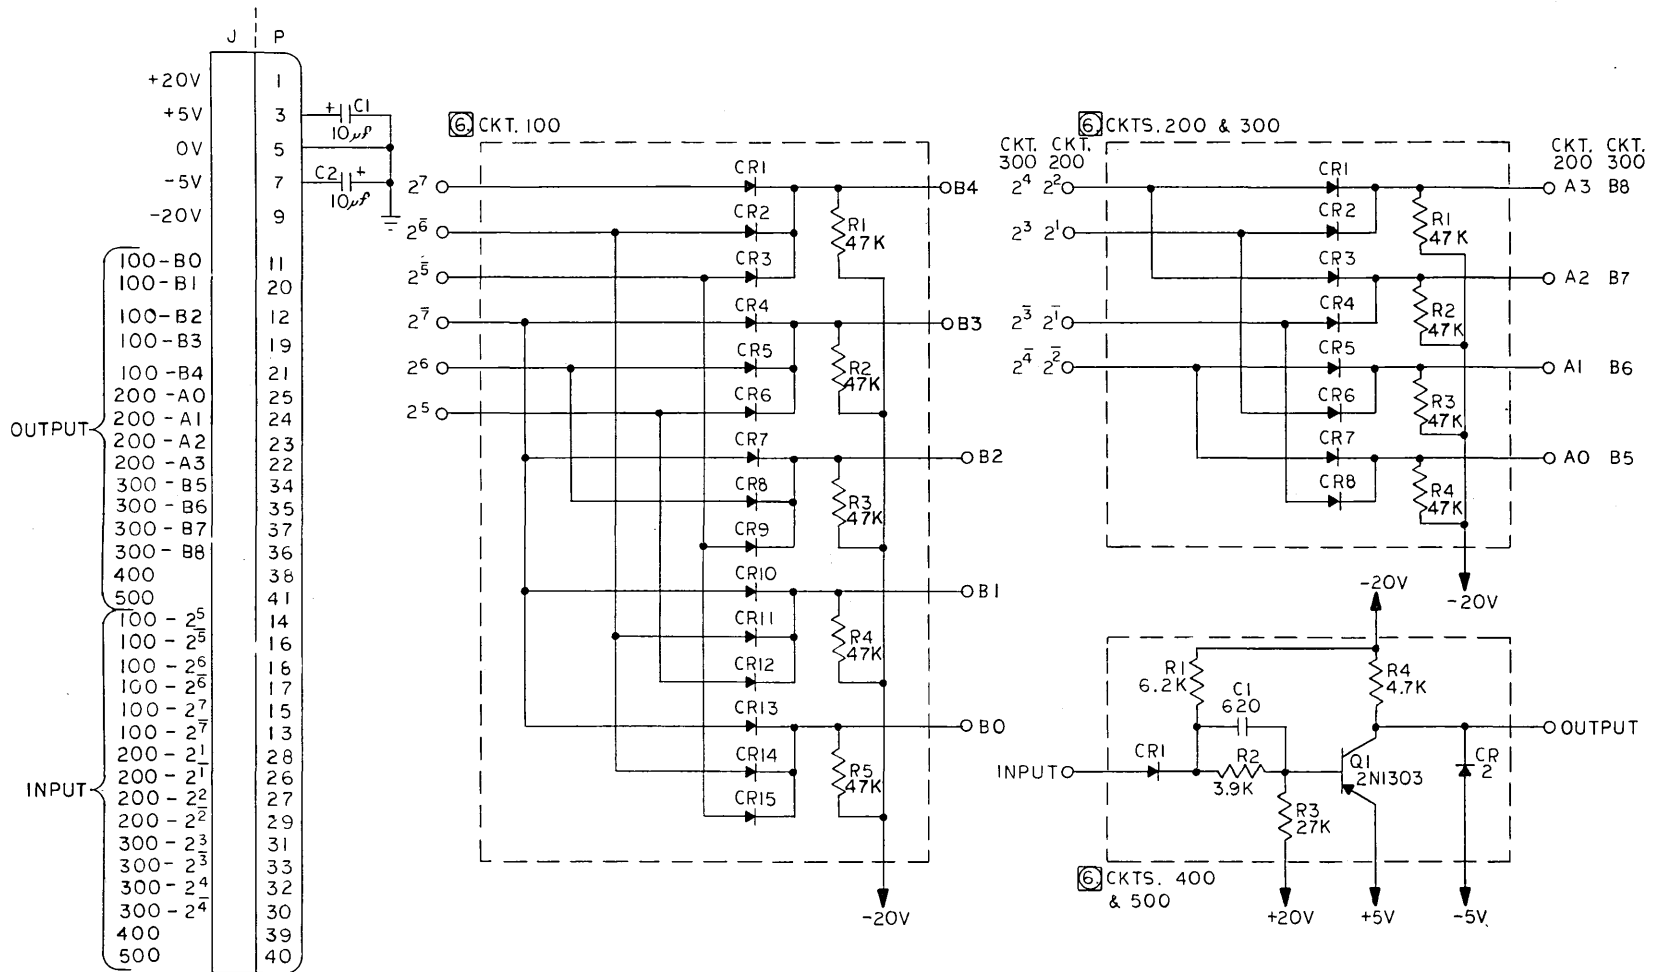 J P
+20V 1
+5V 3
0V 5
-5V 7
-20V 9
+ C1
10µf
C2 +
10µf
OUTPUT
100-B0 11
100-B1 20
100-B2 12
100-B3 19
100-B4 21
200-A0 25
200-A1 24
200-A2 23
200-A3 22
300-B5 34
300-B6 35
300-B7 37
300-B8 36
400 38
500 41
INPUT
100-2⁵ 14
100-2⁵̅ 16
100-2⁶ 18
100-2⁶̅ 17
100-2⁷ 15
100-2⁷̅ 13
200-2¹ 28
200-2¹̅ 26
200-2² 27
200-2²̅ 29
300-2³ 31
300-2³̅ 33
300-2⁴ 32
300-2⁴̅ 30
400 39
500 40
6. CKT. 100
2⁷ CR1 B4
2⁶̅ CR2 R1
47K
2⁵̅ CR3
2⁷̅ CR4 B3
2⁶ CR5 R2
47K
2⁵ CR6
CR7 B2
CR8 R3
47K
CR9
CR10 B1
CR11 R4
47K
CR12
CR13 B0
CR14 R5
47K
CR15
-20V
6. CKTS. 200 & 300
CKT. CKT.
300 200
CKT. CKT.
200 300
2⁴ 2² CR1 A3 B8
2³ 2¹ CR2 R1
47K
CR3 A2 B7
2³̅ 2¹̅ CR4 R2
47K
2⁴̅ 2²̅ CR5 A1 B6
CR6 R3
47K
CR7 A0 B5
CR8 R4
47K
-20V
-20V
R1
6.2K
R4
4.7K
C1
620
OUTPUT
CR1
INPUT
R2
3.9K
Q1
2N1303
CR
2
R3
27K
6. CKTS. 400
& 500
+20V +5V -5V